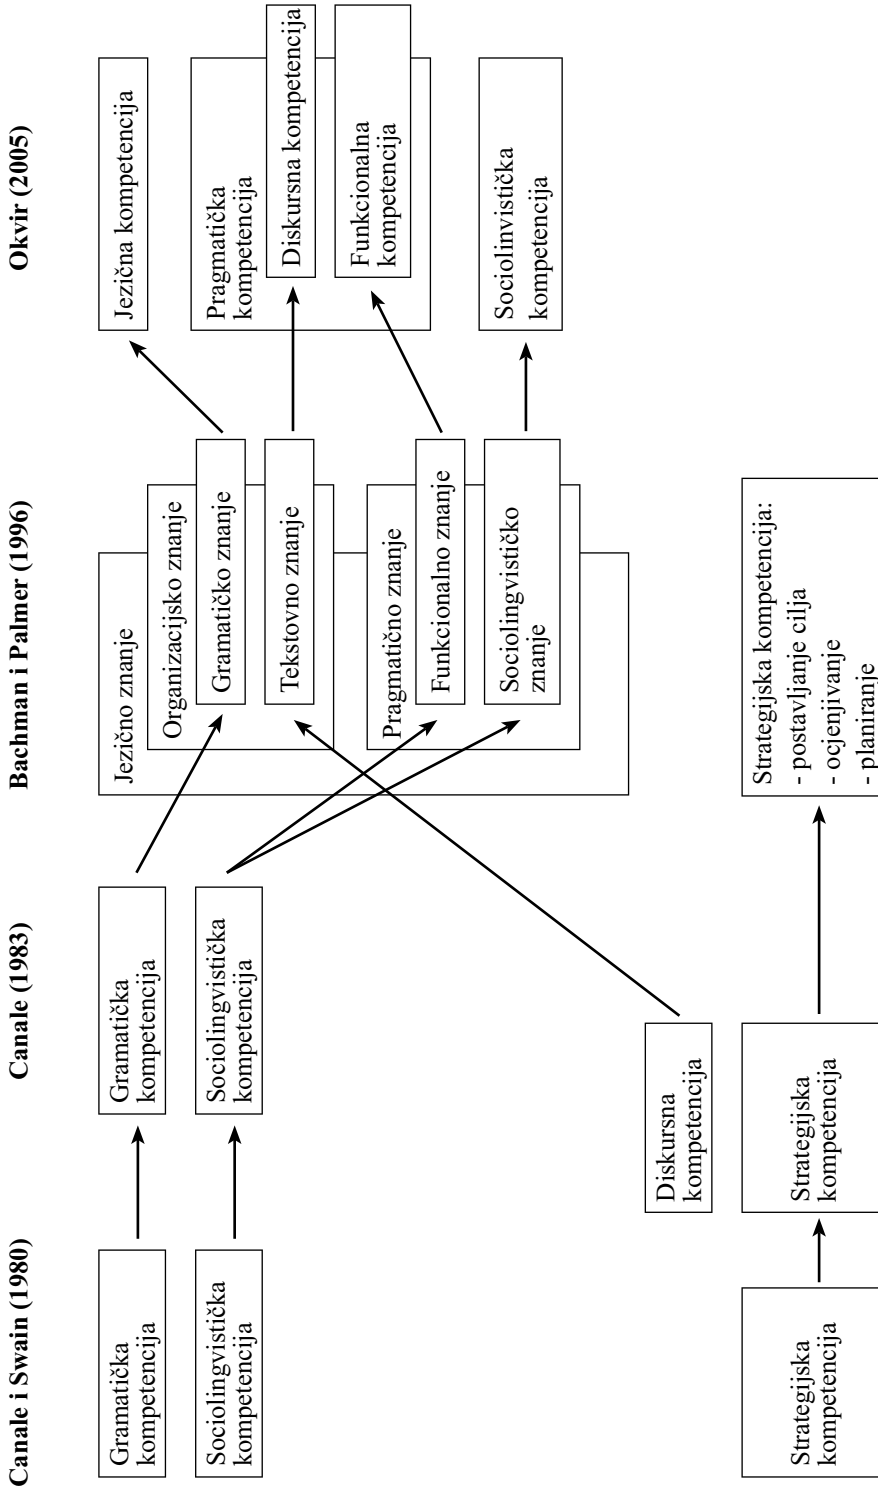 Canale i Swain (1980)
Gramatička
kompetencija
Sociolingvistička
kompetencija
Strategijska
kompetencija
Canale (1983)
Gramatička
kompetencija
Sociolingvistička
kompetencija
Diskursna
kompetencija
Strategijska
kompetencija
Bachman i Palmer (1996)
Jezično znanje
Organizacijsko znanje
Gramatičko znanje
Tekstovno znanje
Pragmatično znanje
Funkcionalno znanje
Sociolingvističko
znanje
Strategijska kompetencija:
- postavljanje cilja
- ocjenjivanje
- planiranje
Okvir (2005)
Jezična kompetencija
Pragmatička
kompetencija
Diskursna kompetencija
Funkcionalna
kompetencija
Sociolinvistička
kompetencija